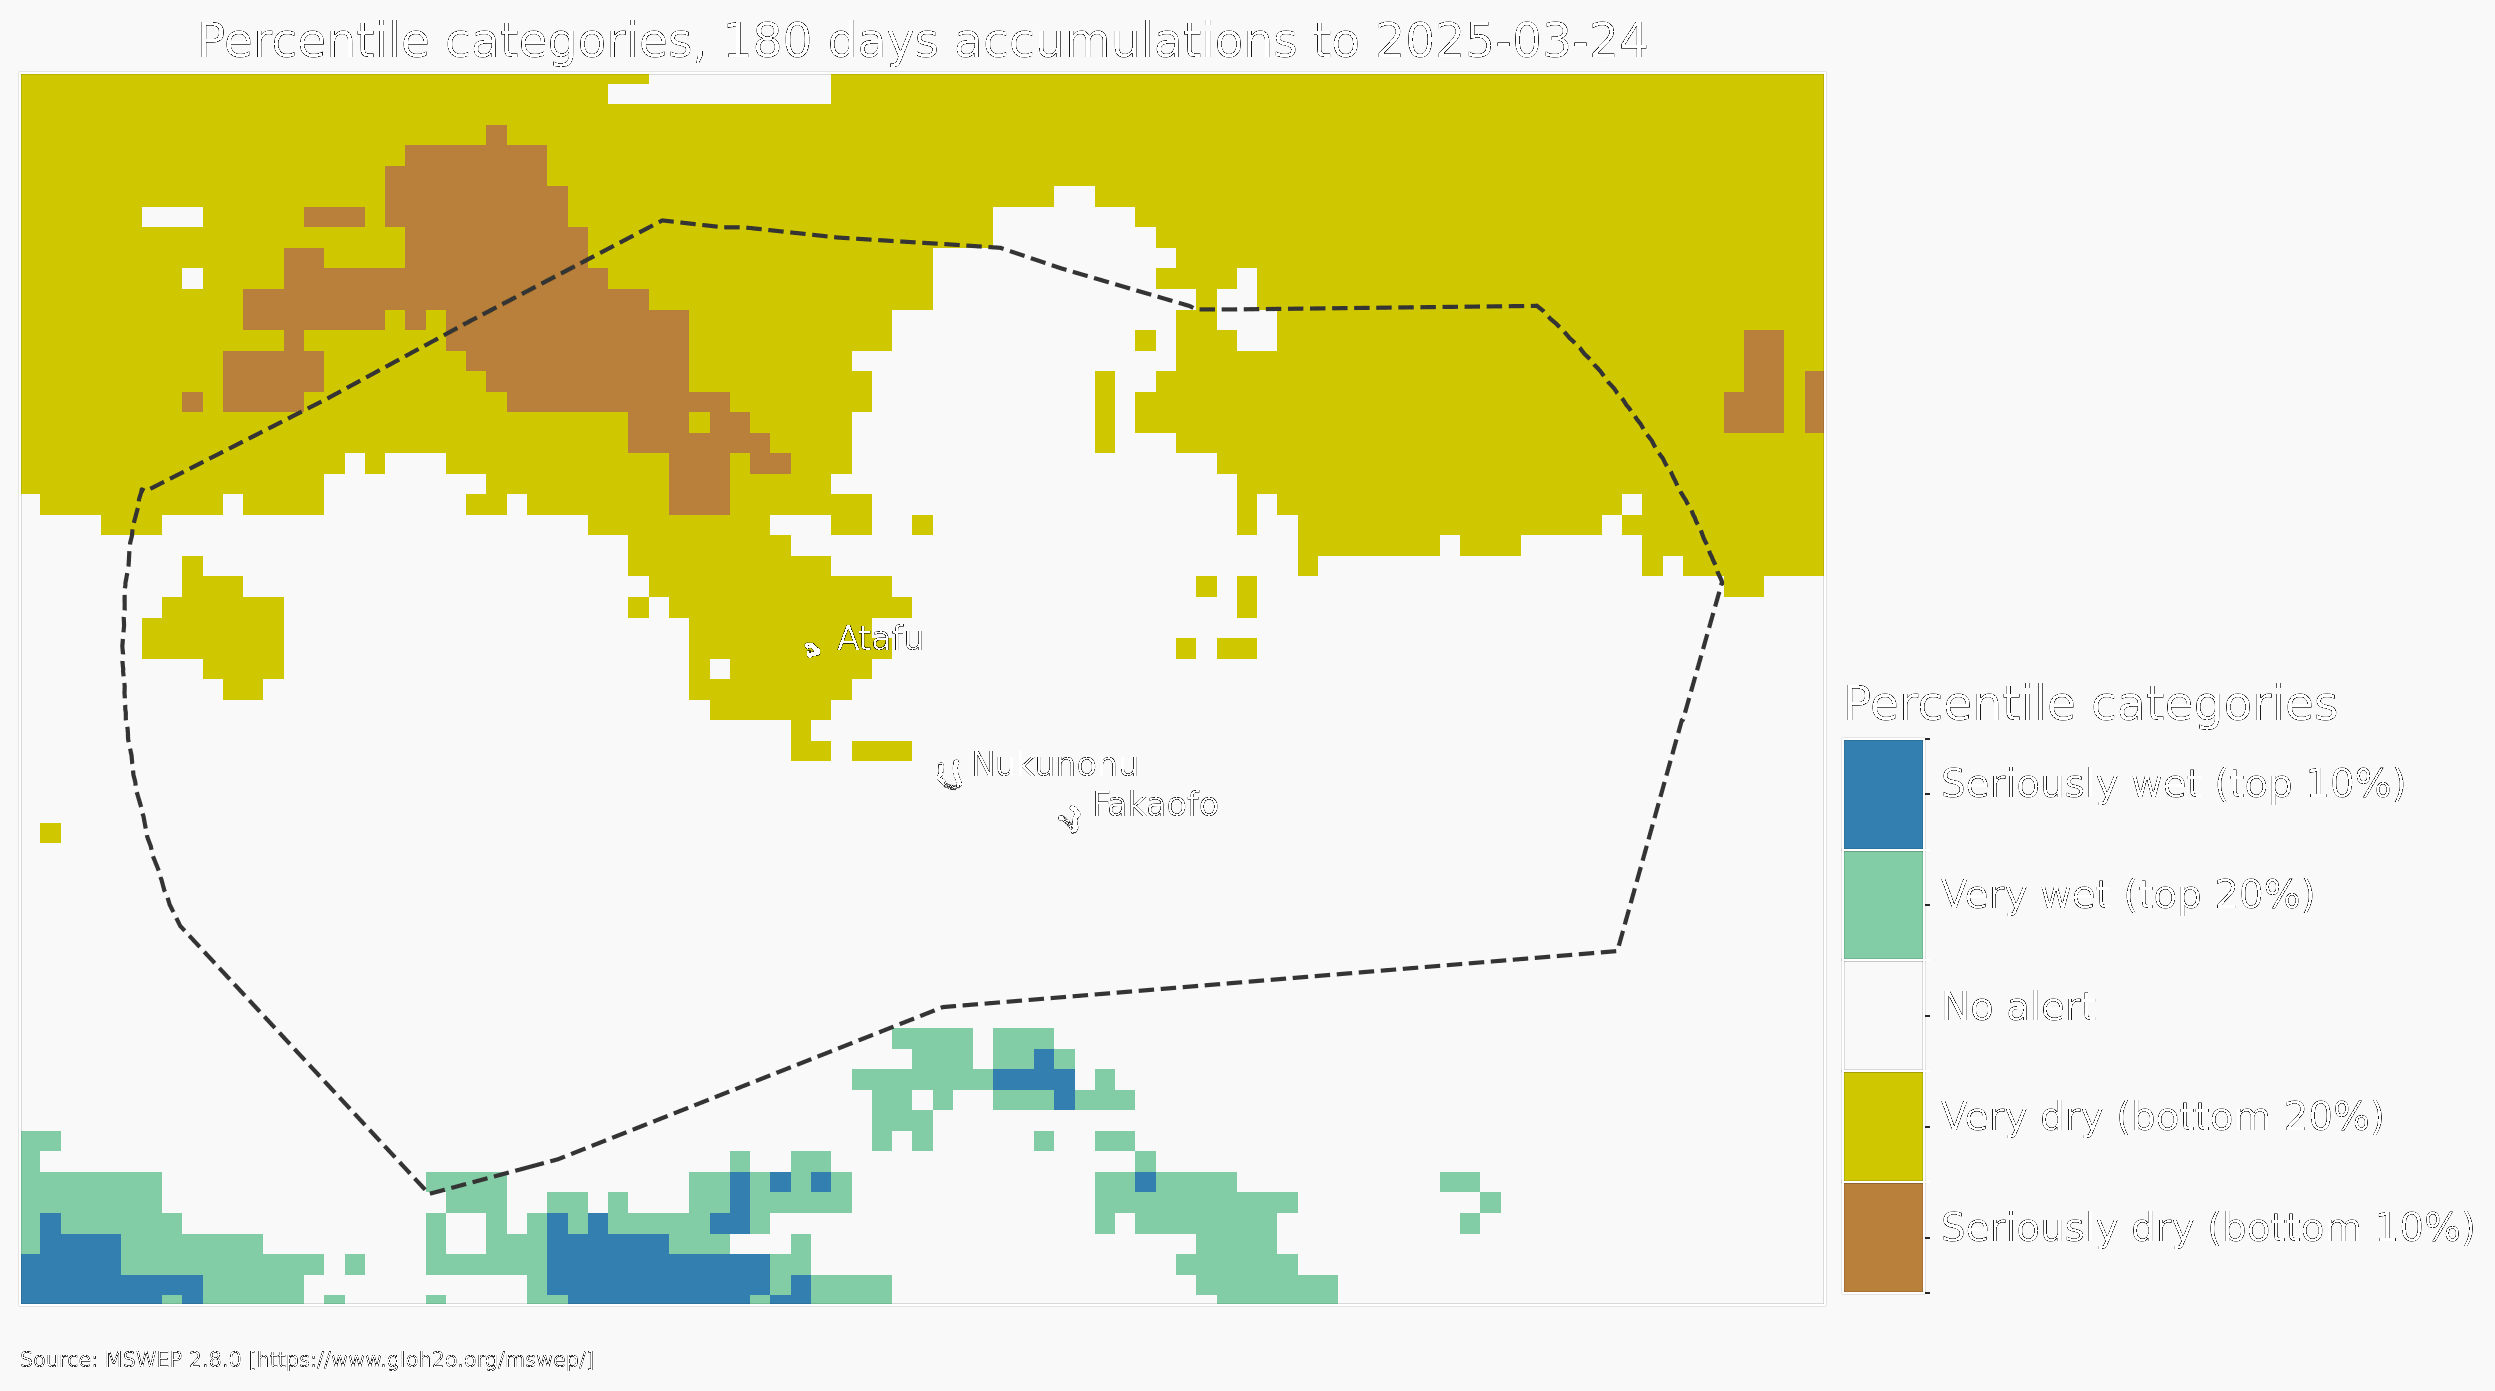 Percentile categories, 180 days accumulations to 2025-03-24
Atafu
Nukunonu
Fakaofo
Percentile categories
Seriously wet (top 10%)
Very wet (top 20%)
No alert
Very dry (bottom 20%)
Seriously dry (bottom 10%)
Source: MSWEP 2.8.0 [https://www.gloh2o.org/mswep/]